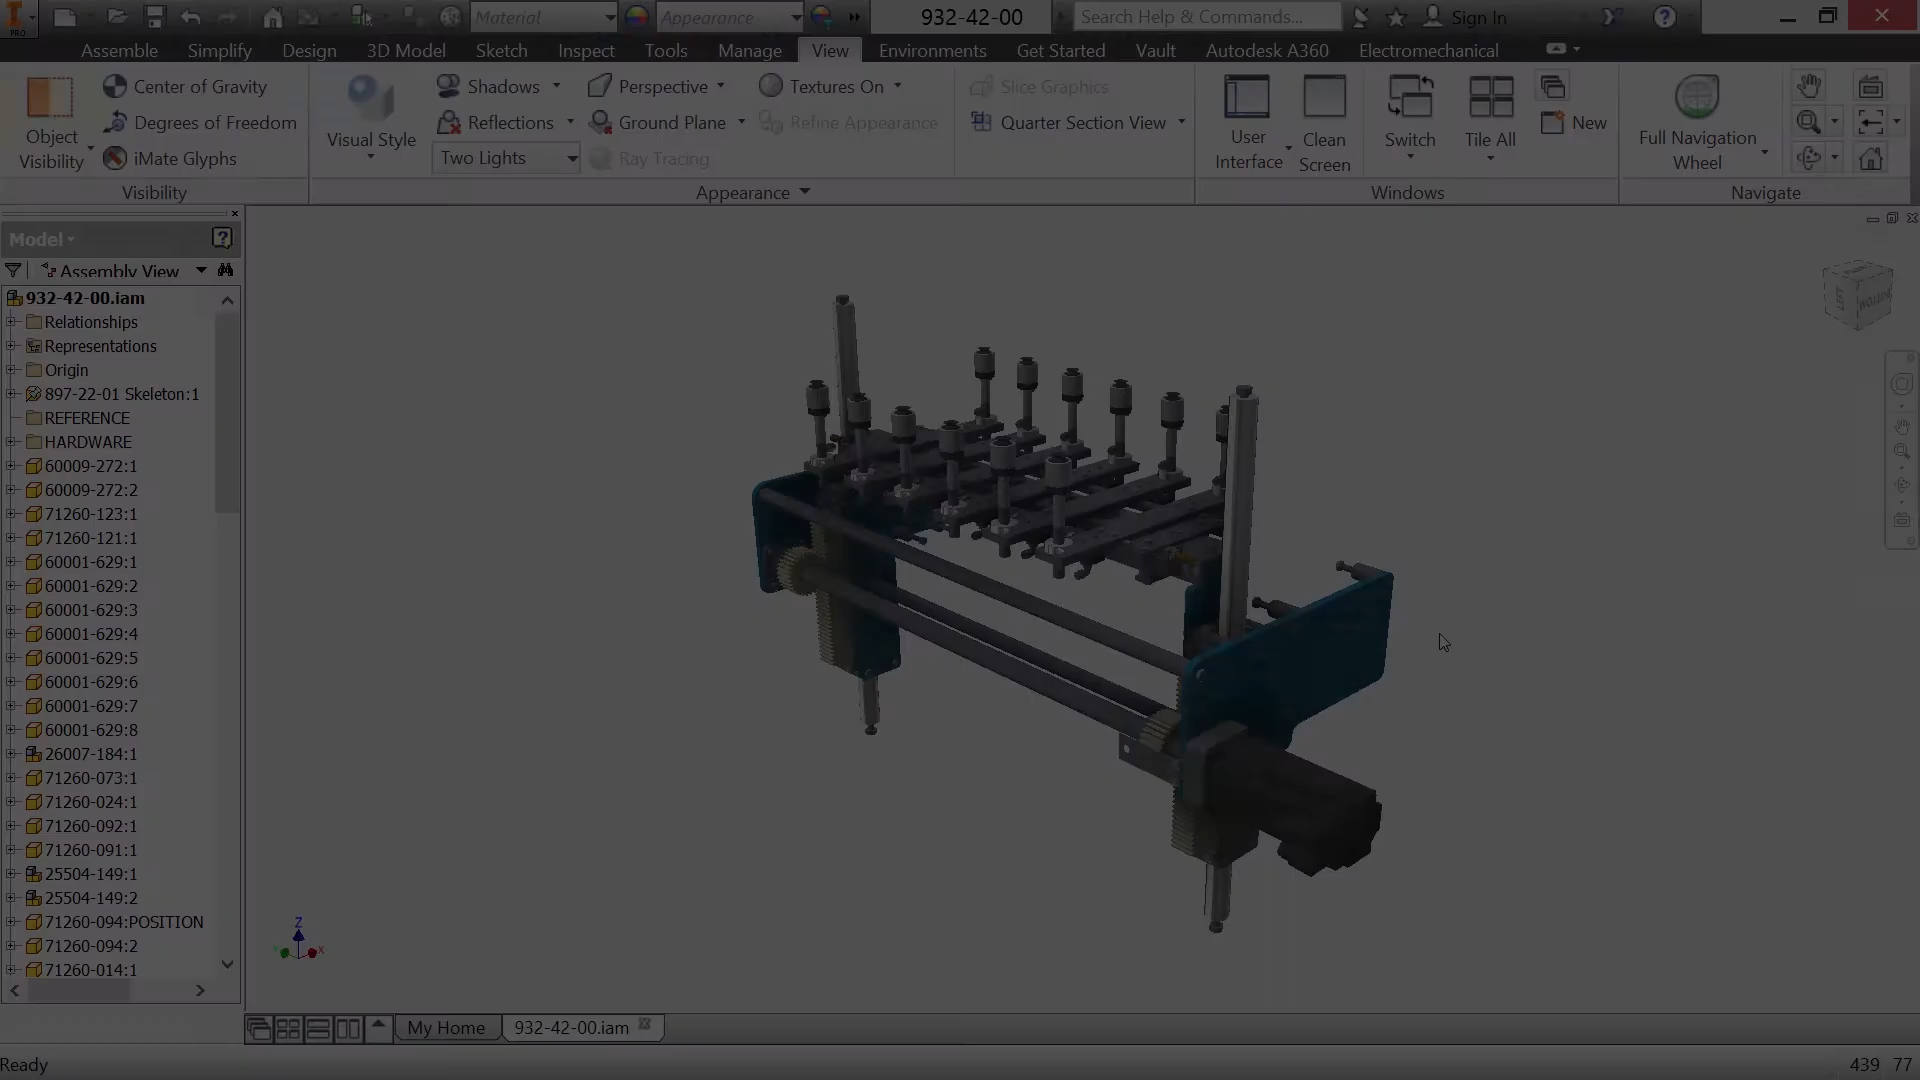 PRO
Material
Appearance
932-42-00
Search Help & Commands...
Sign In
Assemble
Simplify
Design
3D Model
Sketch
Inspect
Tools
Manage
View
Environments
Get Started
Vault
Autodesk A360
Electromechanical
Object
Visibility
Center of Gravity
Degrees of Freedom
iMate Glyphs
Visibility
Visual Style
Shadows
Reflections
Two Lights
Perspective
Ground Plane
Ray Tracing
Textures On
Refine Appearance
Appearance
Slice Graphics
Quarter Section View
User
Interface
Clean
Screen
Switch
Tile All
New
Windows
Full Navigation
Wheel
Navigate
Model
Assembly View
932-42-00.iam
Relationships
Representations
Origin
897-22-01 Skeleton:1
REFERENCE
HARDWARE
60009-272:1
60009-272:2
71260-123:1
71260-121:1
60001-629:1
60001-629:2
60001-629:3
60001-629:4
60001-629:5
60001-629:6
60001-629:7
60001-629:8
26007-184:1
71260-073:1
71260-024:1
71260-092:1
71260-091:1
25504-149:1
25504-149:2
71260-094:POSITION
71260-094:2
71260-014:1
Z
X
My Home
932-42-00.iam
Ready
439 77